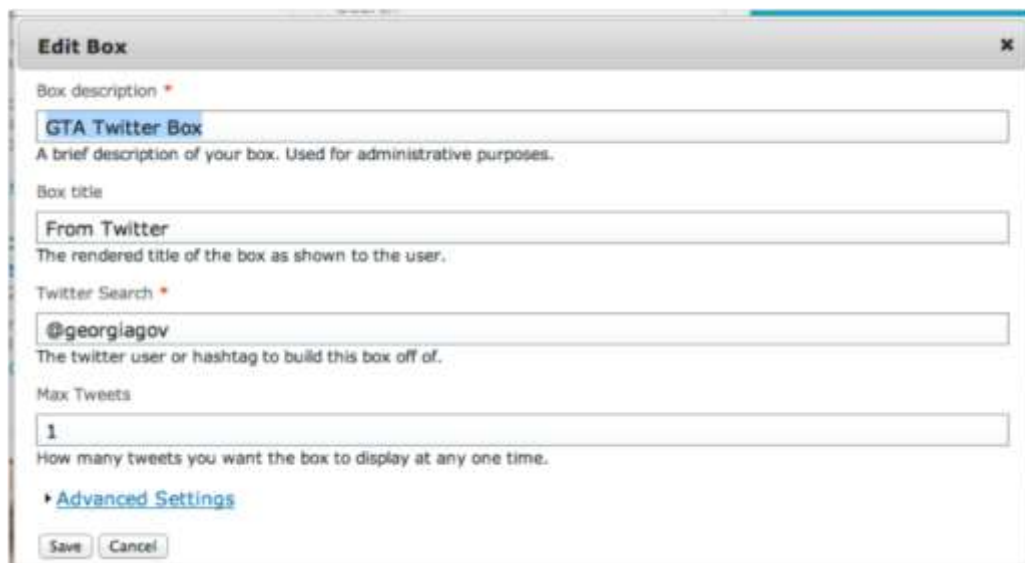 Edit Box
Box description *
GTA Twitter Box
A brief description of your box. Used for administrative purposes.
Box title
From Twitter
The rendered title of the box as shown to the user.
Twitter Search *
@georgiagov
The twitter user or hashtag to build this box off of.
Max Tweets
1
How many tweets you want the box to display at any one time.
Advanced Settings
Save Cancel